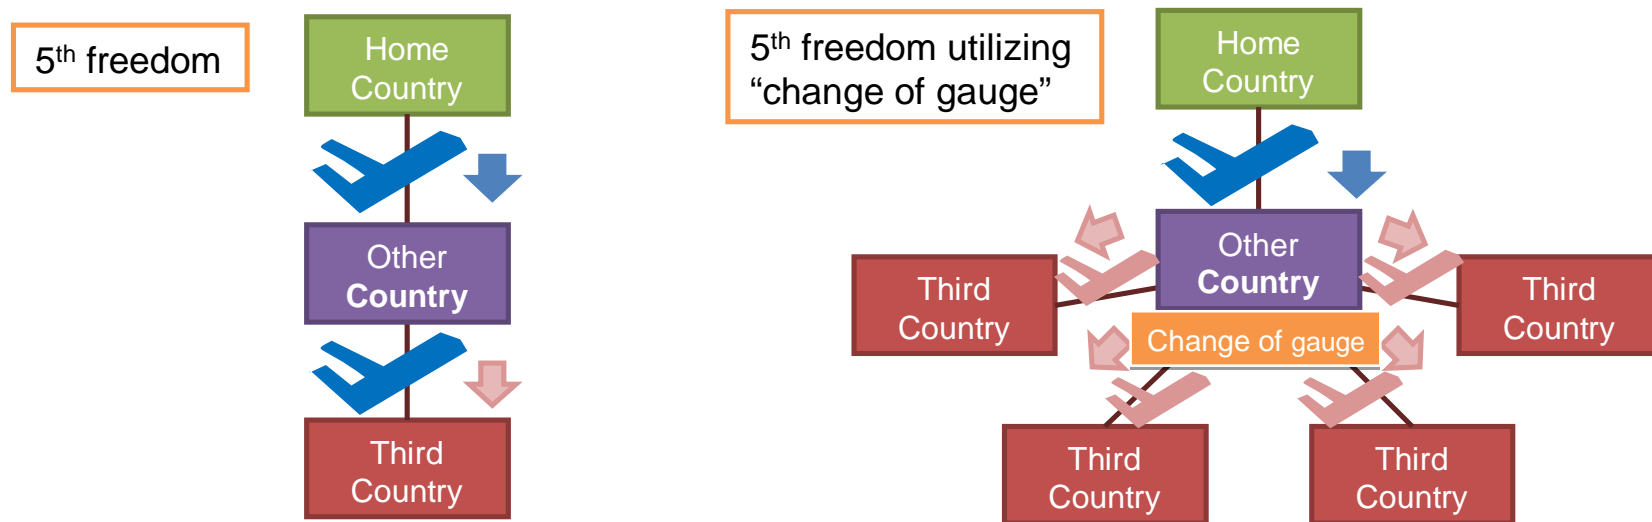 5th freedom
Home
Country
Other
Country
Third
Country
5th freedom utilizing
“change of gauge”
Home
Country
Other
Country
Third
Country
Third
Country
Change of gauge
Third
Country
Third
Country